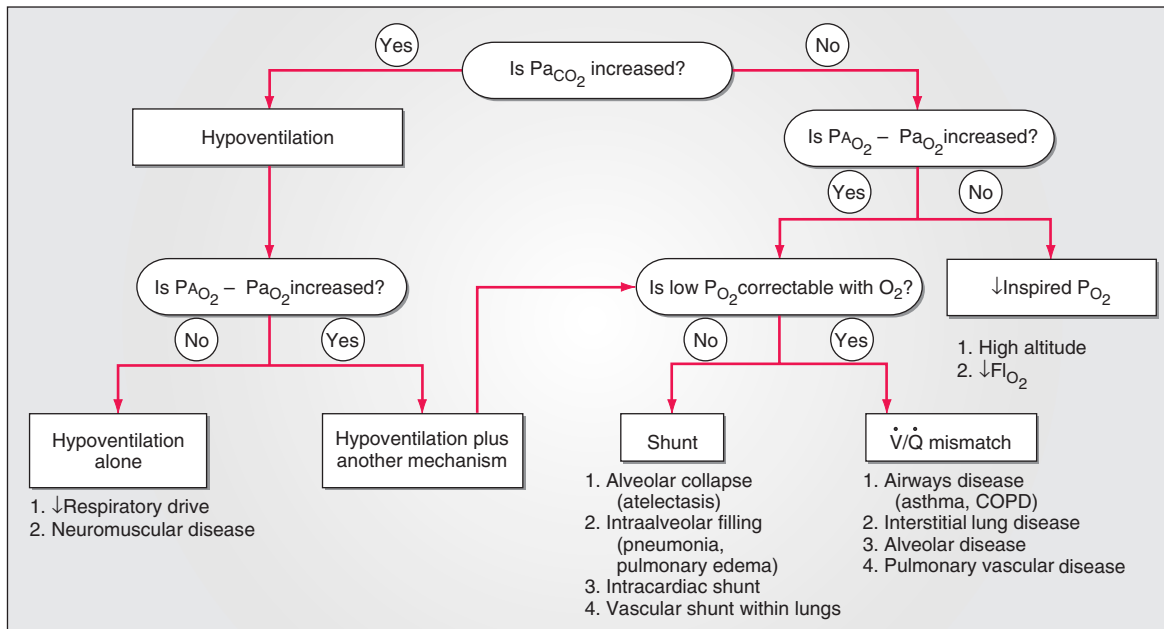 Yes
No
Is PaCO2 increased?
Hypoventilation
Is PAO2 – PaO2 increased?
Yes
No
Is PAO2 – PaO2 increased?
Is low PO2 correctable with O2?
↓Inspired PO2
No
Yes
No
Yes
1. High altitude
2. ↓FIO2
Hypoventilation
alone
Hypoventilation plus
another mechanism
Shunt
V̇/Q̇ mismatch
1. ↓Respiratory drive
2. Neuromuscular disease
1. Alveolar collapse
(atelectasis)
2. Intraalveolar filling
(pneumonia,
pulmonary edema)
3. Intracardiac shunt
4. Vascular shunt within lungs
1. Airways disease
(asthma, COPD)
2. Interstitial lung disease
3. Alveolar disease
4. Pulmonary vascular disease